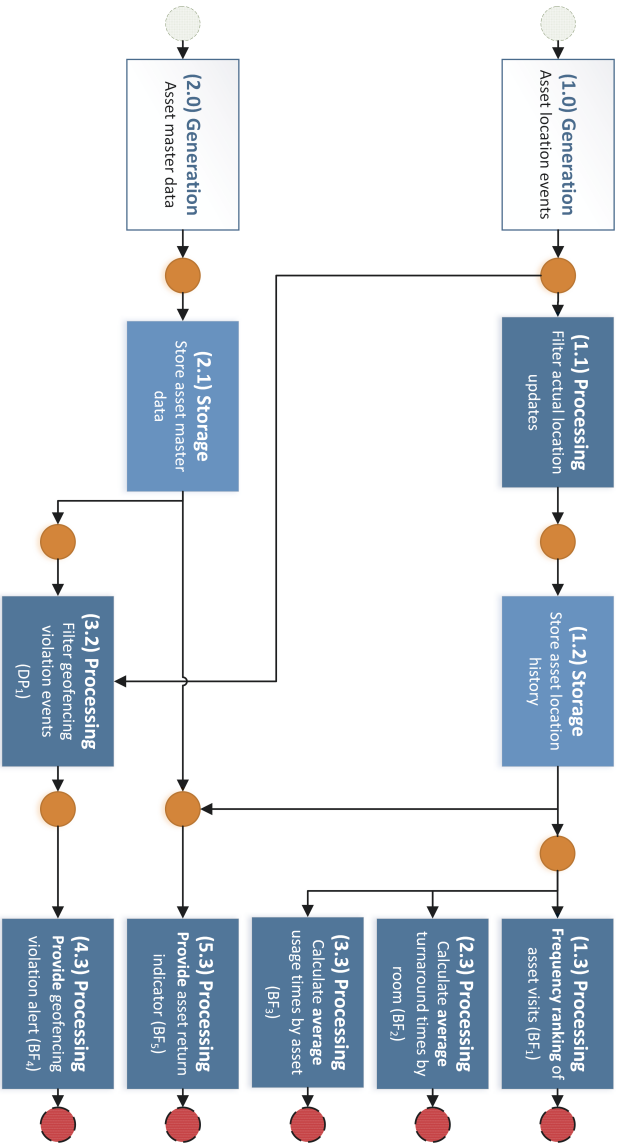 (1.0) Generation
Asset location events
(1.1) Processing
Filter actual location
updates
(1.2) Storage
Store asset location
history
(1.3) Processing
Frequency ranking of
asset visits (BF₁)
(2.3) Processing
Calculate average
turnaround times by
room (BF₂)
(3.3) Processing
Calculate average
usage times by asset
(BF₃)
(2.0) Generation
Asset master data
(2.1) Storage
Store asset master
data
(5.3) Processing
Provide asset return
indicator (BF₅)
(3.2) Processing
Filter geofencing
violation events
(DP₁)
(4.3) Processing
Provide geofencing
violation alert (BF₄)